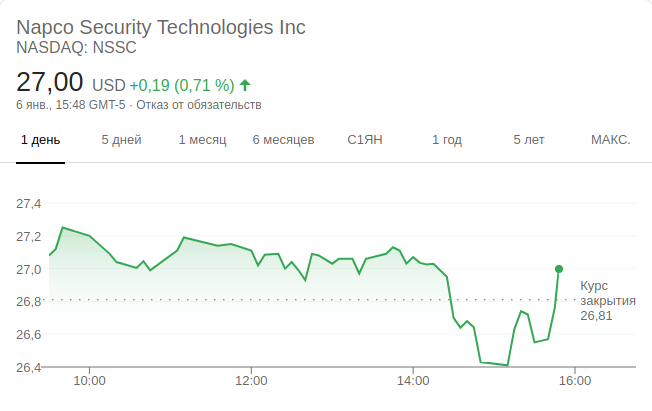 Napco Security Technologies Inc
NASDAQ: NSSC
27,00 USD +0,19 (0,71 %)
6 янв., 15:48 GMT-5 · Отказ от обязательств
1 день 5 дней 1 месяц 6 месяцев С1ЯН 1 год 5 лет МАКС.
27,4
27,2
27,0
Курс
26,8 закрытия
26,81
26,6
26,4
10:00 12:00 14:00 16:00